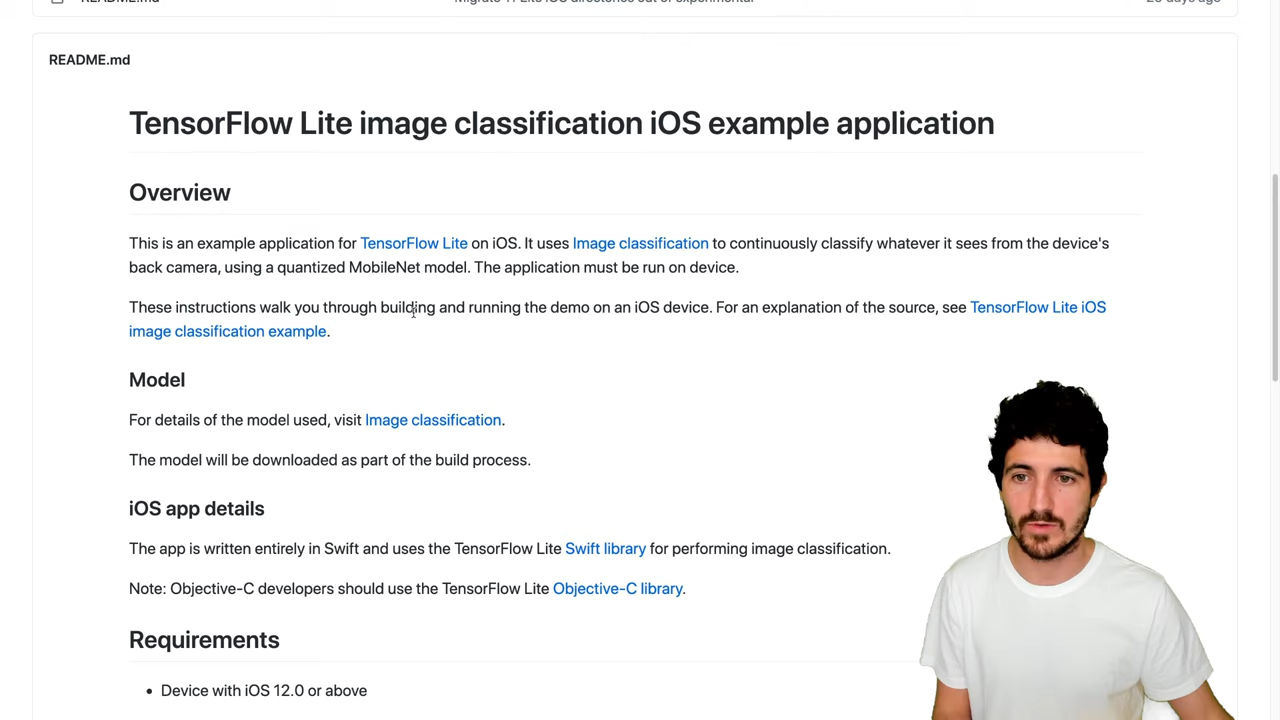 README.md
TensorFlow Lite image classification iOS example application
Overview
This is an example application for TensorFlow Lite on iOS. It uses Image classification to continuously classify whatever it sees from the device's
back camera, using a quantized MobileNet model. The application must be run on device.
These instructions walk you through building and running the demo on an iOS device. For an explanation of the source, see TensorFlow Lite iOS
image classification example.
Model
For details of the model used, visit Image classification.
The model will be downloaded as part of the build process.
iOS app details
The app is written entirely in Swift and uses the TensorFlow Lite Swift library for performing image classification.
Note: Objective-C developers should use the TensorFlow Lite Objective-C library.
Requirements
• Device with iOS 12.0 or above